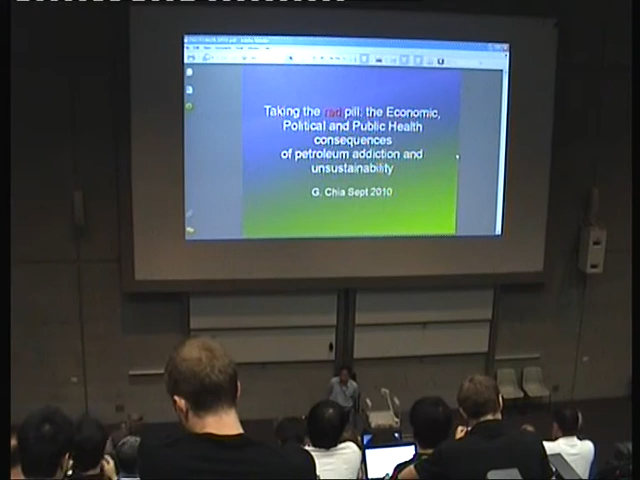 Taking the red pill: the Economic,
Political and Public Health
consequences
of petroleum addiction and
unsustainability
G. Chia Sept 2010